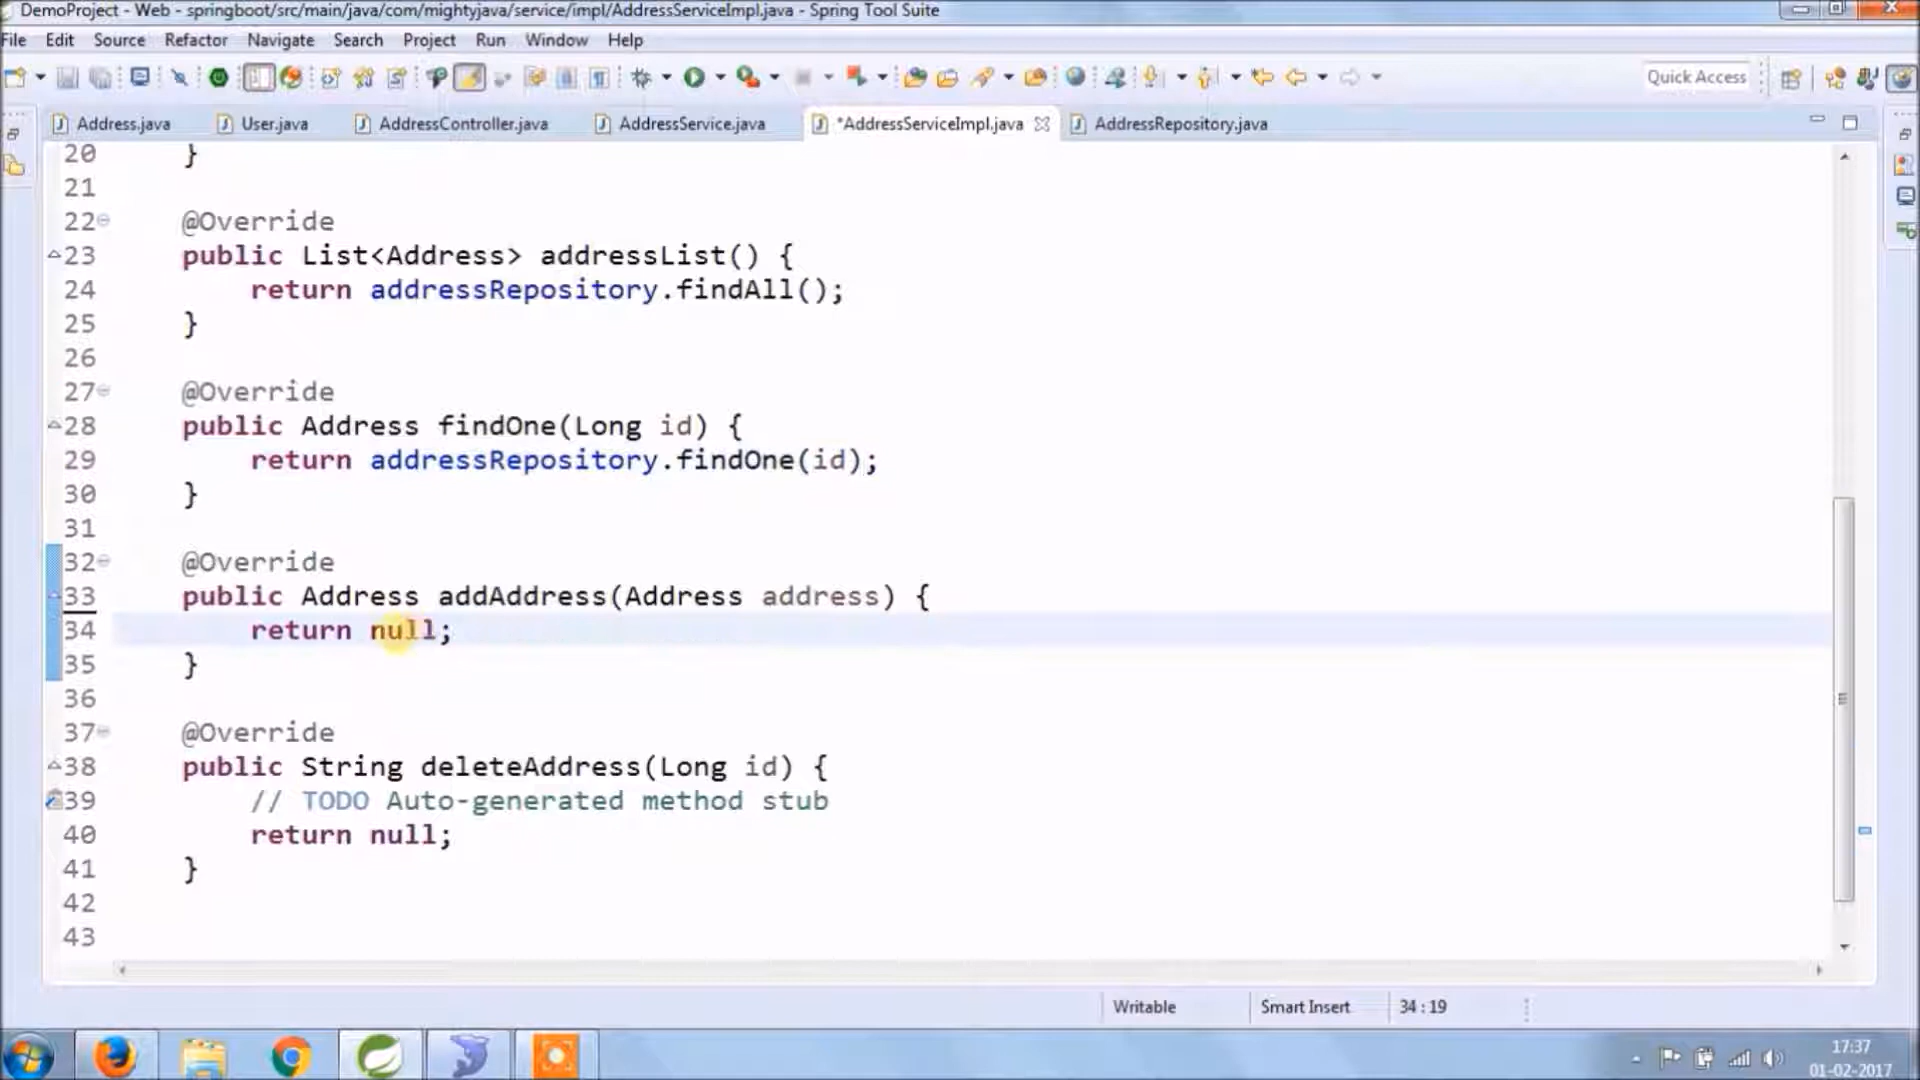 DemoProject - Web - springboot/src/main/java/com/mightyjava/service/impl/AddressServiceImpl.java - Spring Tool Suite
File Edit Source Refactor Navigate Search Project Run Window Help
Quick Access
Address.java User.java AddressController.java AddressService.java *AddressServiceImpl.java AddressRepository.java
20 }
21
22 @Override
23 public List<Address> addressList() {
24 return addressRepository.findAll();
25 }
26
27 @Override
28 public Address findOne(Long id) {
29 return addressRepository.findOne(id);
30 }
31
32 @Override
33 public Address addAddress(Address address) {
34 return null;
35 }
36
37 @Override
38 public String deleteAddress(Long id) {
39 // TODO Auto-generated method stub
40 return null;
41 }
42
43
Writable Smart Insert 34 : 19
17:37
01-02-2017